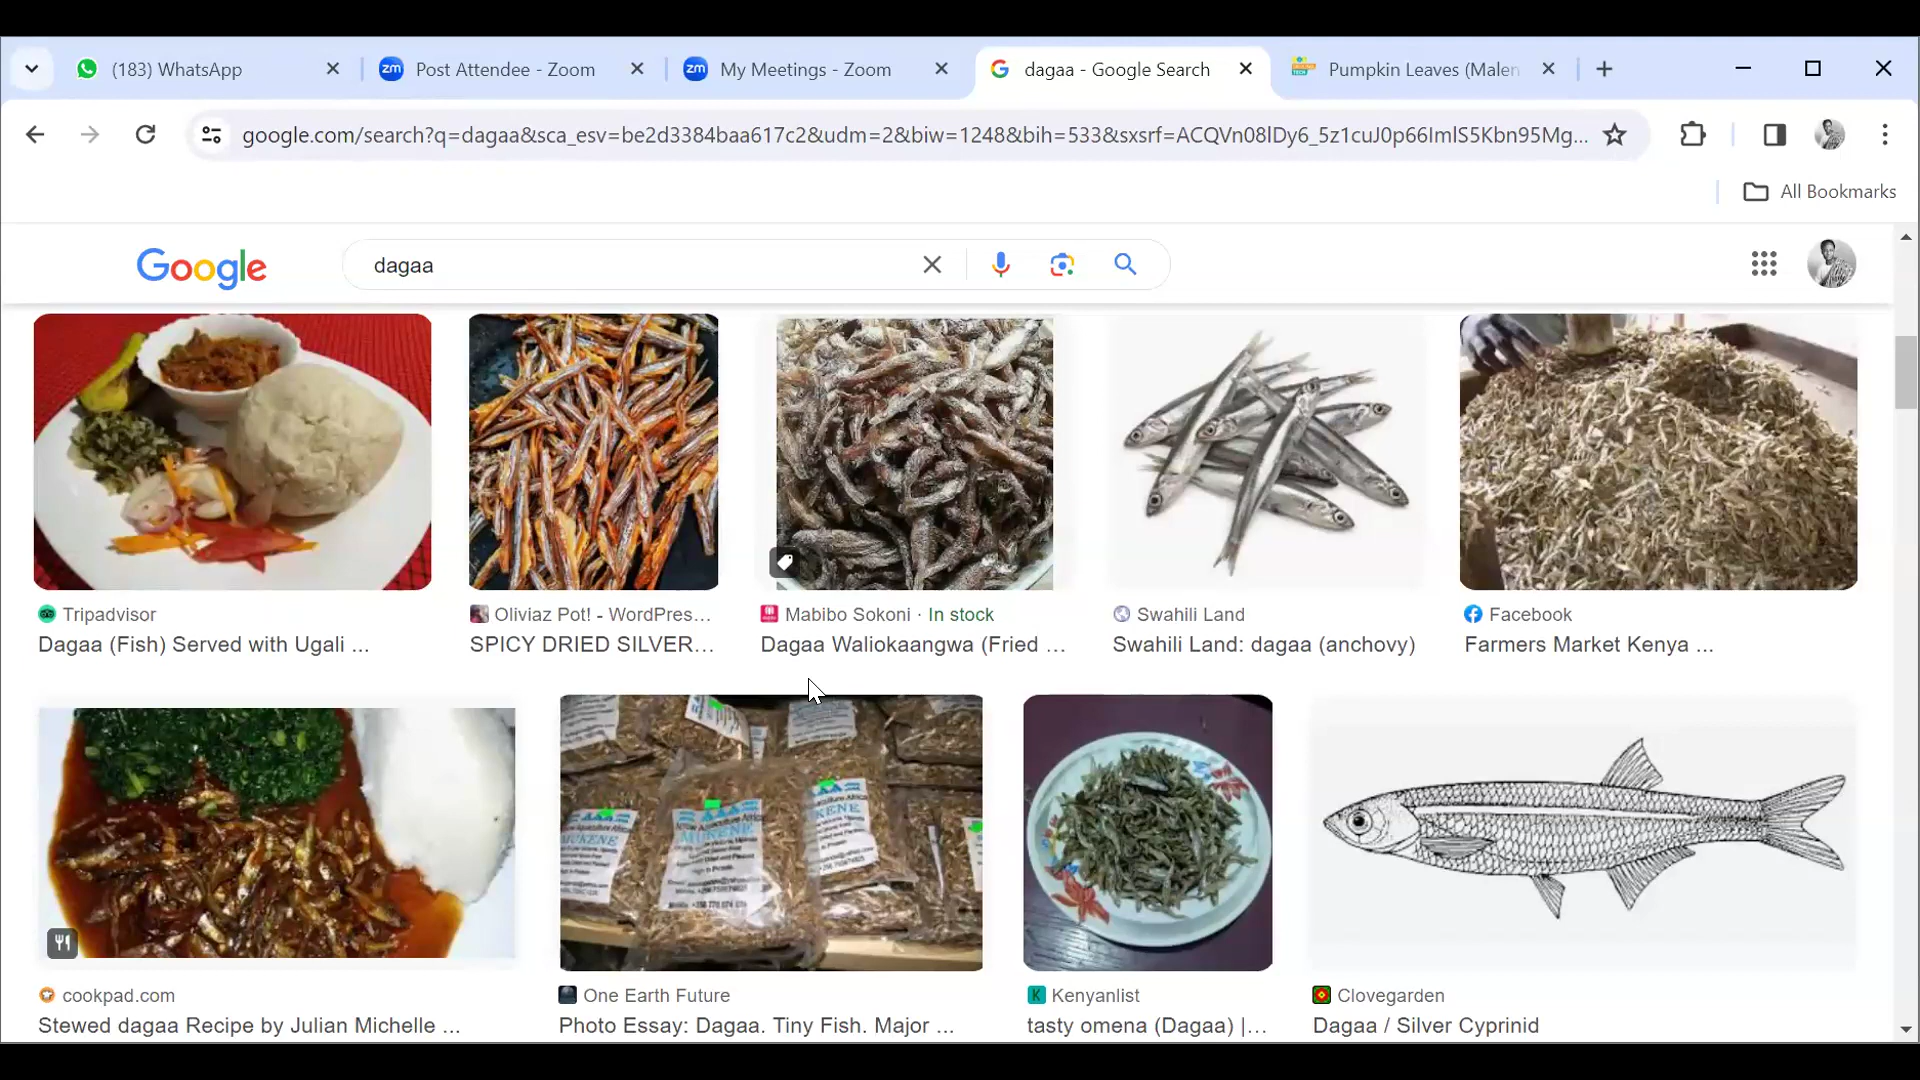 (183) WhatsApp
Post Attendee - Zoom
My Meetings - Zoom
dagaa - Google Search
Pumpkin Leaves (Malen
google.com/search?q=dagaa&sca_esv=be2d3384baa617c2&udm=2&biw=1248&bih=533&sxsrf=ACQVn08lDy6_5z1cuJ0p66ImlS5Kbn95Mg...
All Bookmarks
Google
dagaa
Tripadvisor
Dagaa (Fish) Served with Ugali ...
Oliviaz Pot! - WordPres...
SPICY DRIED SILVER...
Mabibo Sokoni · In stock
Dagaa Waliokaangwa (Fried ...
Swahili Land
Swahili Land: dagaa (anchovy)
Facebook
Farmers Market Kenya ...
MUKENE
cookpad.com
Stewed dagaa Recipe by Julian Michelle ...
One Earth Future
Photo Essay: Dagaa. Tiny Fish. Major ...
Kenyanlist
tasty omena (Dagaa) |...
Clovegarden
Dagaa / Silver Cyprinid